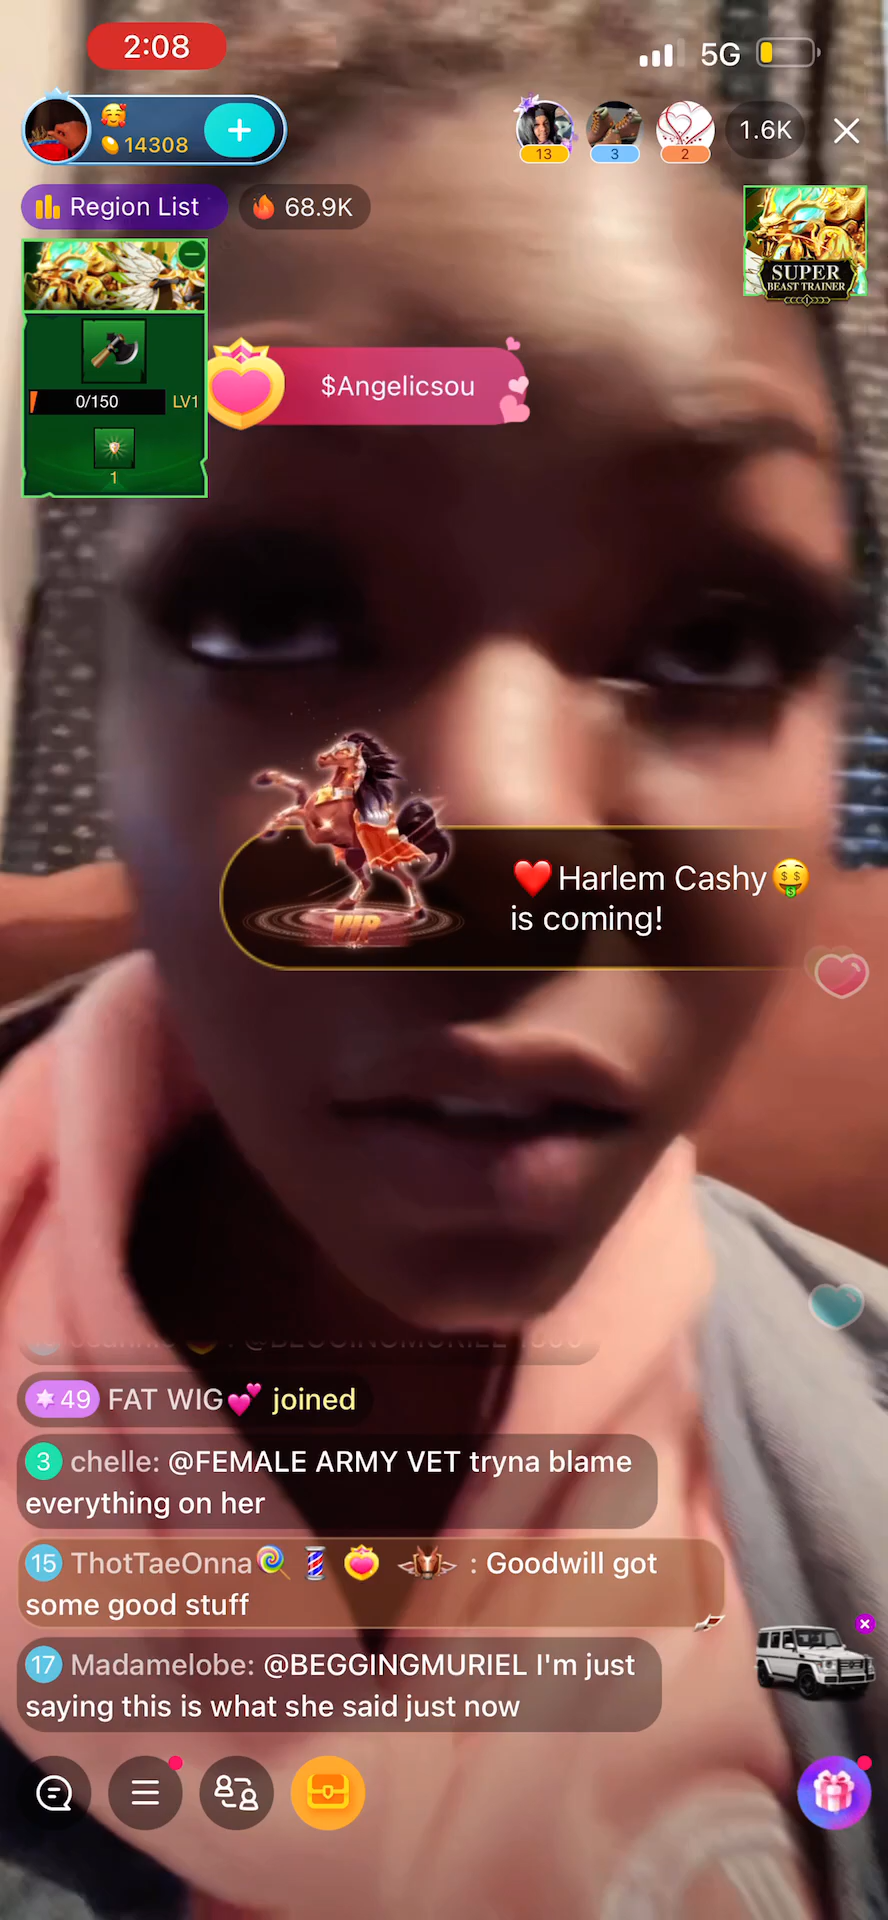 2:08
5G
🥰
14308
13
3
2
1.6K
Region List
68.9K
SUPER
BEAST TRAINER
0/150 LV1
1
$Angelicsou
VIP
❤️Harlem Cashy🤑
is coming!
49 FAT WIG💕 joined
3 chelle: @FEMALE ARMY VET tryna blame
everything on her
15 ThotTaeOnna🍭💈 : Goodwill got
some good stuff
17 Madamelobe: @BEGGINGMURIEL I'm just
saying this is what she said just now